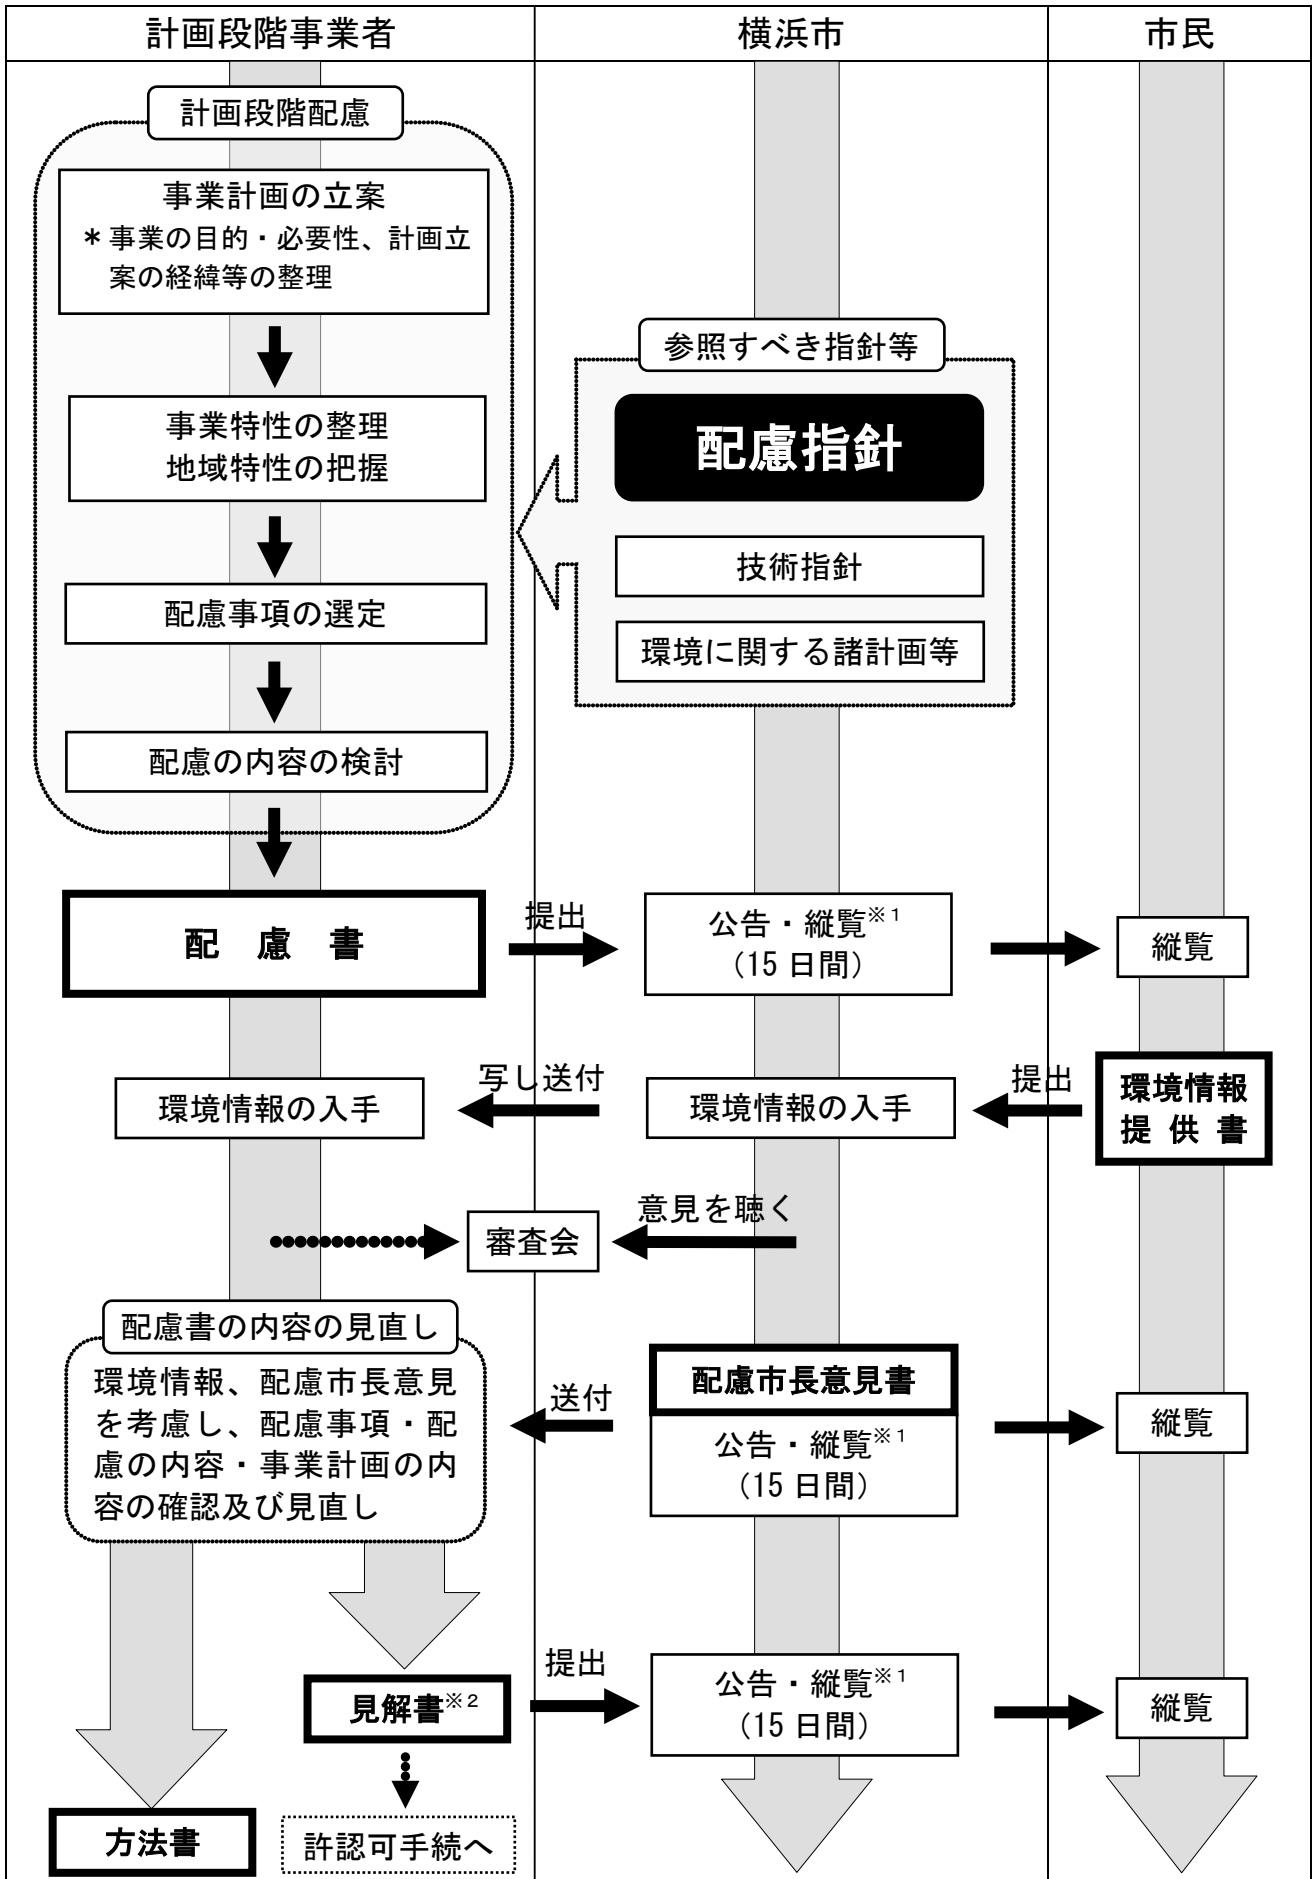 計画段階事業者
横浜市
市民
計画段階配慮
事業計画の立案
＊事業の目的・必要性、計画立
案の経緯等の整理
事業特性の整理
地域特性の把握
配慮事項の選定
配慮の内容の検討
参照すべき指針等
配慮指針
技術指針
環境に関する諸計画等
配　慮　書
提出
公告・縦覧※1
（15 日間）
縦覧
環境情報の入手
写し送付
環境情報の入手
提出
環境情報
提 供 書
審査会
意見を聴く
配慮書の内容の見直し
環境情報、配慮市長意見
を考慮し、配慮事項・配
慮の内容・事業計画の内
容の確認及び見直し
送付
配慮市長意見書
公告・縦覧※1
（15 日間）
縦覧
見解書※2
提出
公告・縦覧※1
（15 日間）
縦覧
方法書
許認可手続へ